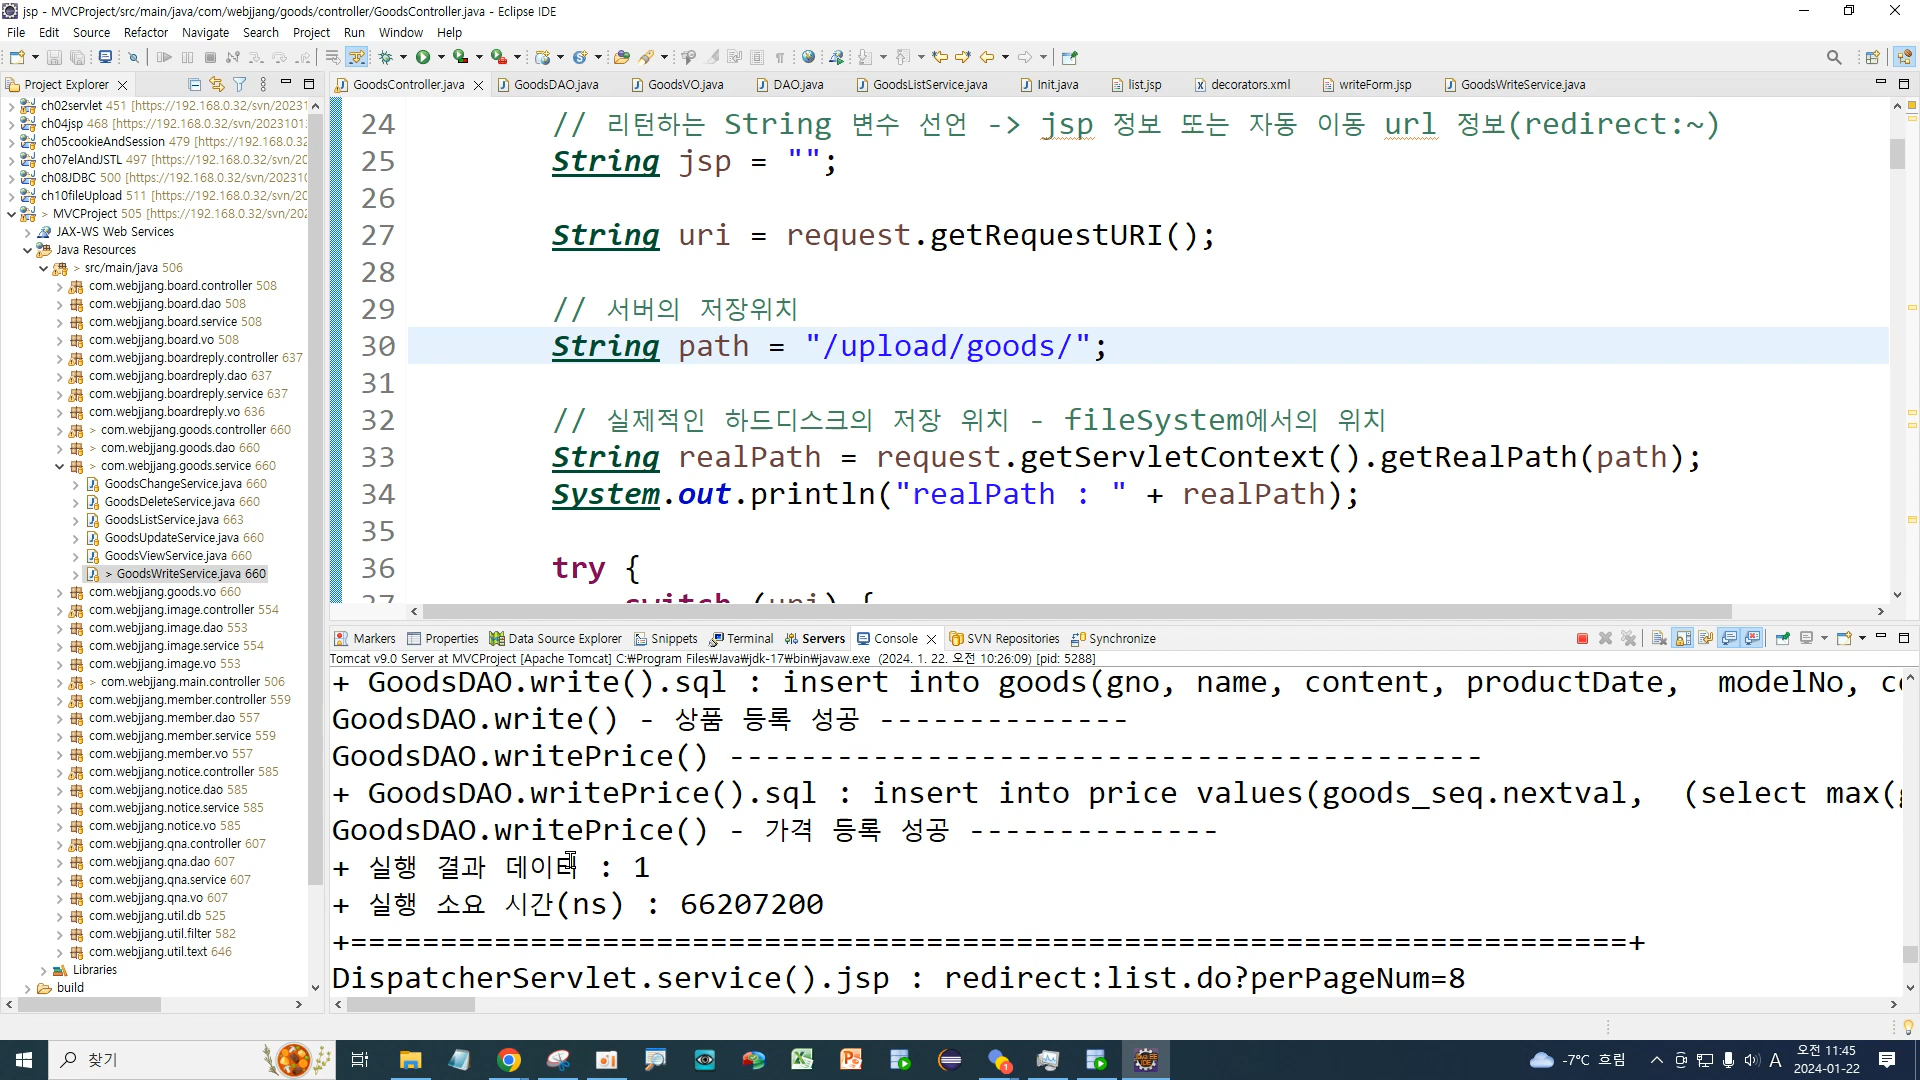 jsp - MVCProject/src/main/java/com/webjjang/goods/controller/GoodsController.java - Eclipse IDE
File Edit Source Refactor Navigate Search Project Run Window Help
Project Explorer
GoodsController.java GoodsDAO.java GoodsVO.java DAO.java GoodsListService.java Init.java list.jsp decorators.xml writeForm.jsp GoodsWriteService.java
ch02servlet 451 [https://192.168.0.32/svn/20231
ch04jsp 468 [https://192.168.0.32/svn/2023101
ch05cookieAndSession 479 [https://192.168.0.32
ch07elAndJSTL 497 [https://192.168.0.32/svn/20
ch08JDBC 500 [https://192.168.0.32/svn/20231
ch10fileUpload 511 [https://192.168.0.32/svn/20
> MVCProject 505 [https://192.168.0.32/svn/202
JAX-WS Web Services
Java Resources
> src/main/java 506
com.webjjang.board.controller 508
com.webjjang.board.dao 508
com.webjjang.board.service 508
com.webjjang.board.vo 508
com.webjjang.boardreply.controller 637
com.webjjang.boardreply.dao 637
com.webjjang.boardreply.service 637
com.webjjang.boardreply.vo 636
> com.webjjang.goods.controller 660
> com.webjjang.goods.dao 660
> com.webjjang.goods.service 660
GoodsChangeService.java 660
GoodsDeleteService.java 660
GoodsListService.java 663
GoodsUpdateService.java 660
GoodsViewService.java 660
> GoodsWriteService.java 660
com.webjjang.goods.vo 660
com.webjjang.image.controller 554
com.webjjang.image.dao 553
com.webjjang.image.service 554
com.webjjang.image.vo 553
> com.webjjang.main.controller 506
com.webjjang.member.controller 559
com.webjjang.member.dao 557
com.webjjang.member.service 559
com.webjjang.member.vo 557
com.webjjang.notice.controller 585
com.webjjang.notice.dao 585
com.webjjang.notice.service 585
com.webjjang.notice.vo 585
com.webjjang.qna.controller 607
com.webjjang.qna.dao 607
com.webjjang.qna.service 607
com.webjjang.qna.vo 607
com.webjjang.util.db 525
com.webjjang.util.filter 582
com.webjjang.util.text 646
Libraries
build
24 // 리턴하는 String 변수 선언 -> jsp 정보 또는 자동 이동 url 정보(redirect:~)
25 String jsp = "";
26
27 String uri = request.getRequestURI();
28
29 // 서버의 저장위치
30 String path = "/upload/goods/";
31
32 // 실제적인 하드디스크의 저장 위치 - fileSystem에서의 위치
33 String realPath = request.getServletContext().getRealPath(path);
34 System.out.println("realPath : " + realPath);
35
36 try {
37 switch (uri) {
Markers Properties Data Source Explorer Snippets Terminal Servers Console SVN Repositories Synchronize
Tomcat v9.0 Server at MVCProject [Apache Tomcat] C:₩Program Files₩Java₩jdk-17₩bin₩javaw.exe (2024. 1. 22. 오전 10:26:09) [pid: 5288]
+ GoodsDAO.write().sql : insert into goods(gno, name, content, productDate, modelNo, co
GoodsDAO.write() - 상품 등록 성공 --------------
GoodsDAO.writePrice() ------------------------------------------
+ GoodsDAO.writePrice().sql : insert into price values(goods_seq.nextval, (select max(g
GoodsDAO.writePrice() - 가격 등록 성공 --------------
+ 실행 결과 데이터 : 1
+ 실행 소요 시간(ns) : 66207200
+=======================================================================+
DispatcherServlet.service().jsp : redirect:list.do?perPageNum=8
찾기
-7°C 흐림
A
오전 11:45
2024-01-22